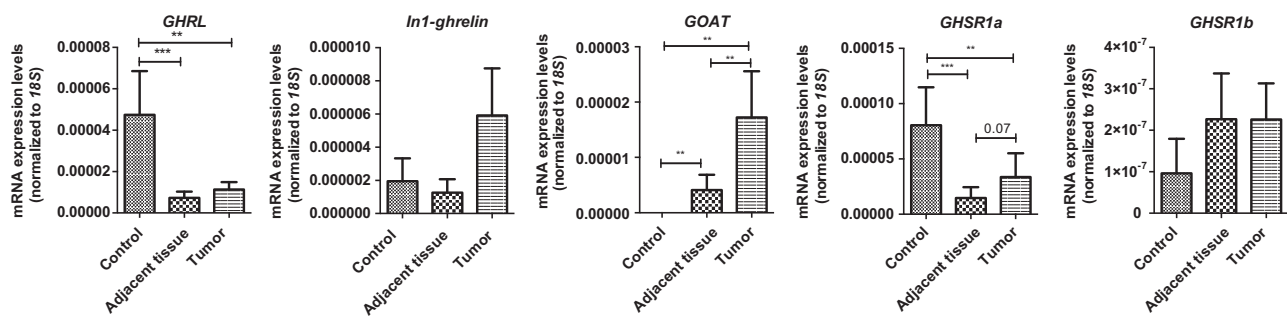 GHRL
mRNA expression levels
(normalized to 18S)
0.00008
0.00006
0.00004
0.00002
0.00000
**
***
Control
Adjacent tissue
Tumor
In1-ghrelin
mRNA expression levels
(normalized to 18S)
0.000010
0.000008
0.000006
0.000004
0.000002
0.000000
Control
Adjacent tissue
Tumor
GOAT
mRNA expression levels
(normalized to 18S)
0.00003
0.00002
0.00001
0.00000
**
**
**
Control
Adjacent tissue
Tumor
GHSR1a
mRNA expression levels
(normalized to 18S)
0.00015
0.00010
0.00005
0.00000
**
***
0.07
Control
Adjacent tissue
Tumor
GHSR1b
mRNA expression levels
(normalized to 18S)
4×10⁻⁷
3×10⁻⁷
2×10⁻⁷
1×10⁻⁷
0
Control
Adjacent tissue
Tumor